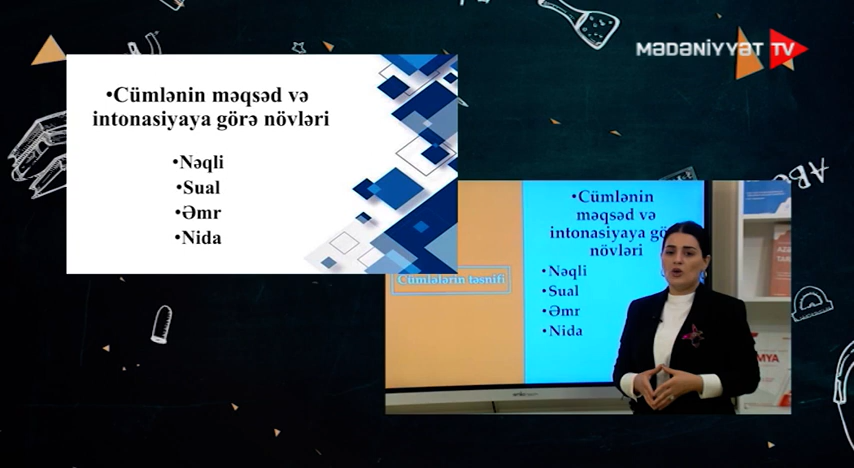 MƏDƏNİYYƏT TV
•Cümlənin məqsəd və
intonasiyaya görə növləri
•Nəqli
•Sual
•Əmr
•Nida
•Cümlənin
məqsəd və
intonasiyaya gö
növləri
•Nəqli
•Sual
•Əmr
•Nida
Cümlələrin təsnifi